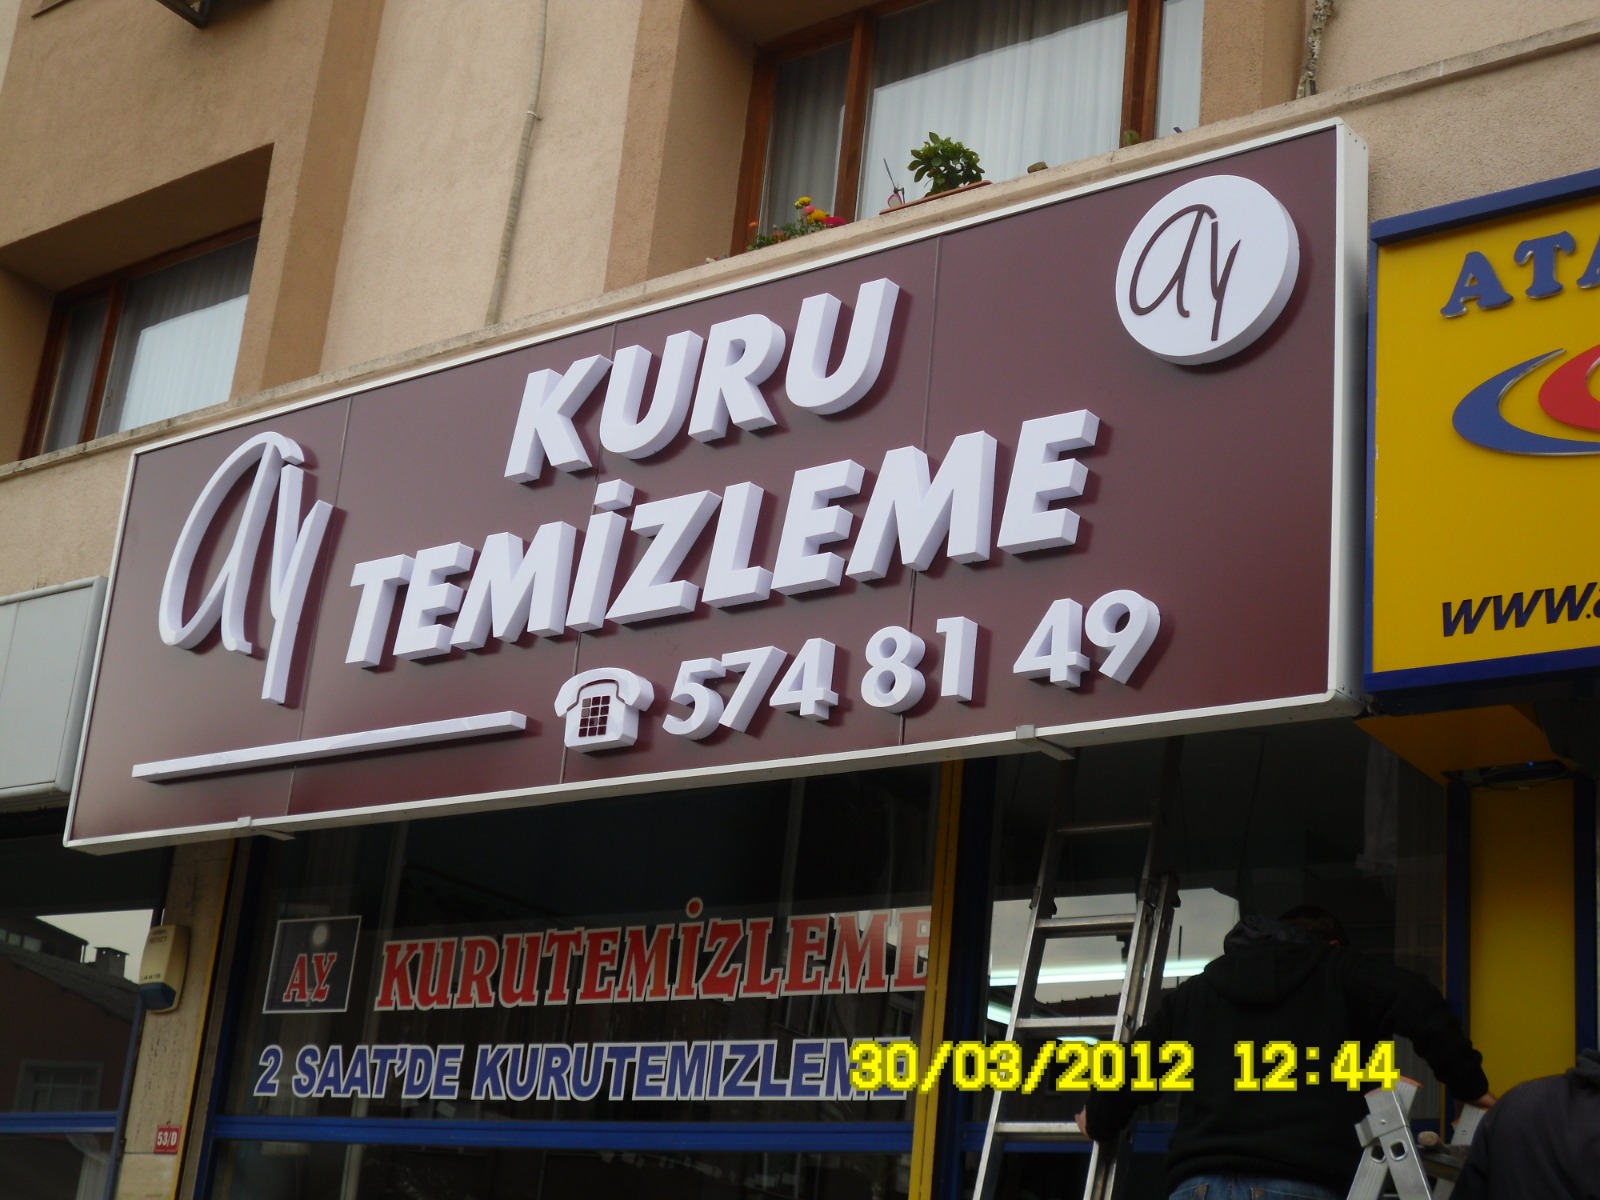 ay
KURU
TEMİZLEME
574 81 49
ay
www.
AY
KURUTEMİZLEME
2 SAAT'DE KURUTEMIZLEME
53/D
30/03/2012 12:44